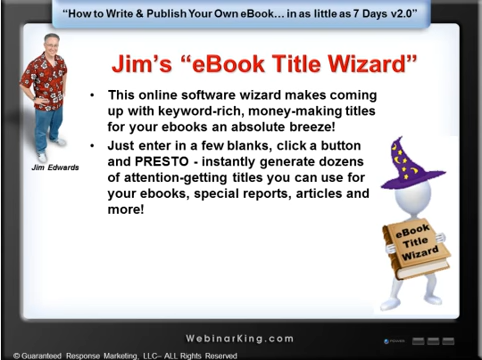 “How to Write & Publish Your Own eBook… in as little as 7 Days v2.0”
Jim’s “eBook Title Wizard”
• This online software wizard makes coming
up with keyword-rich, money-making titles
for your ebooks an absolute breeze!
• Just enter in a few blanks, click a button
and PRESTO - instantly generate dozens
of attention-getting titles you can use for
your ebooks, special reports, articles and
more!
Jim Edwards
eBook
Title
Wizard
WebinarKing.com
© Guaranteed Response Marketing, LLC– ALL Rights Reserved